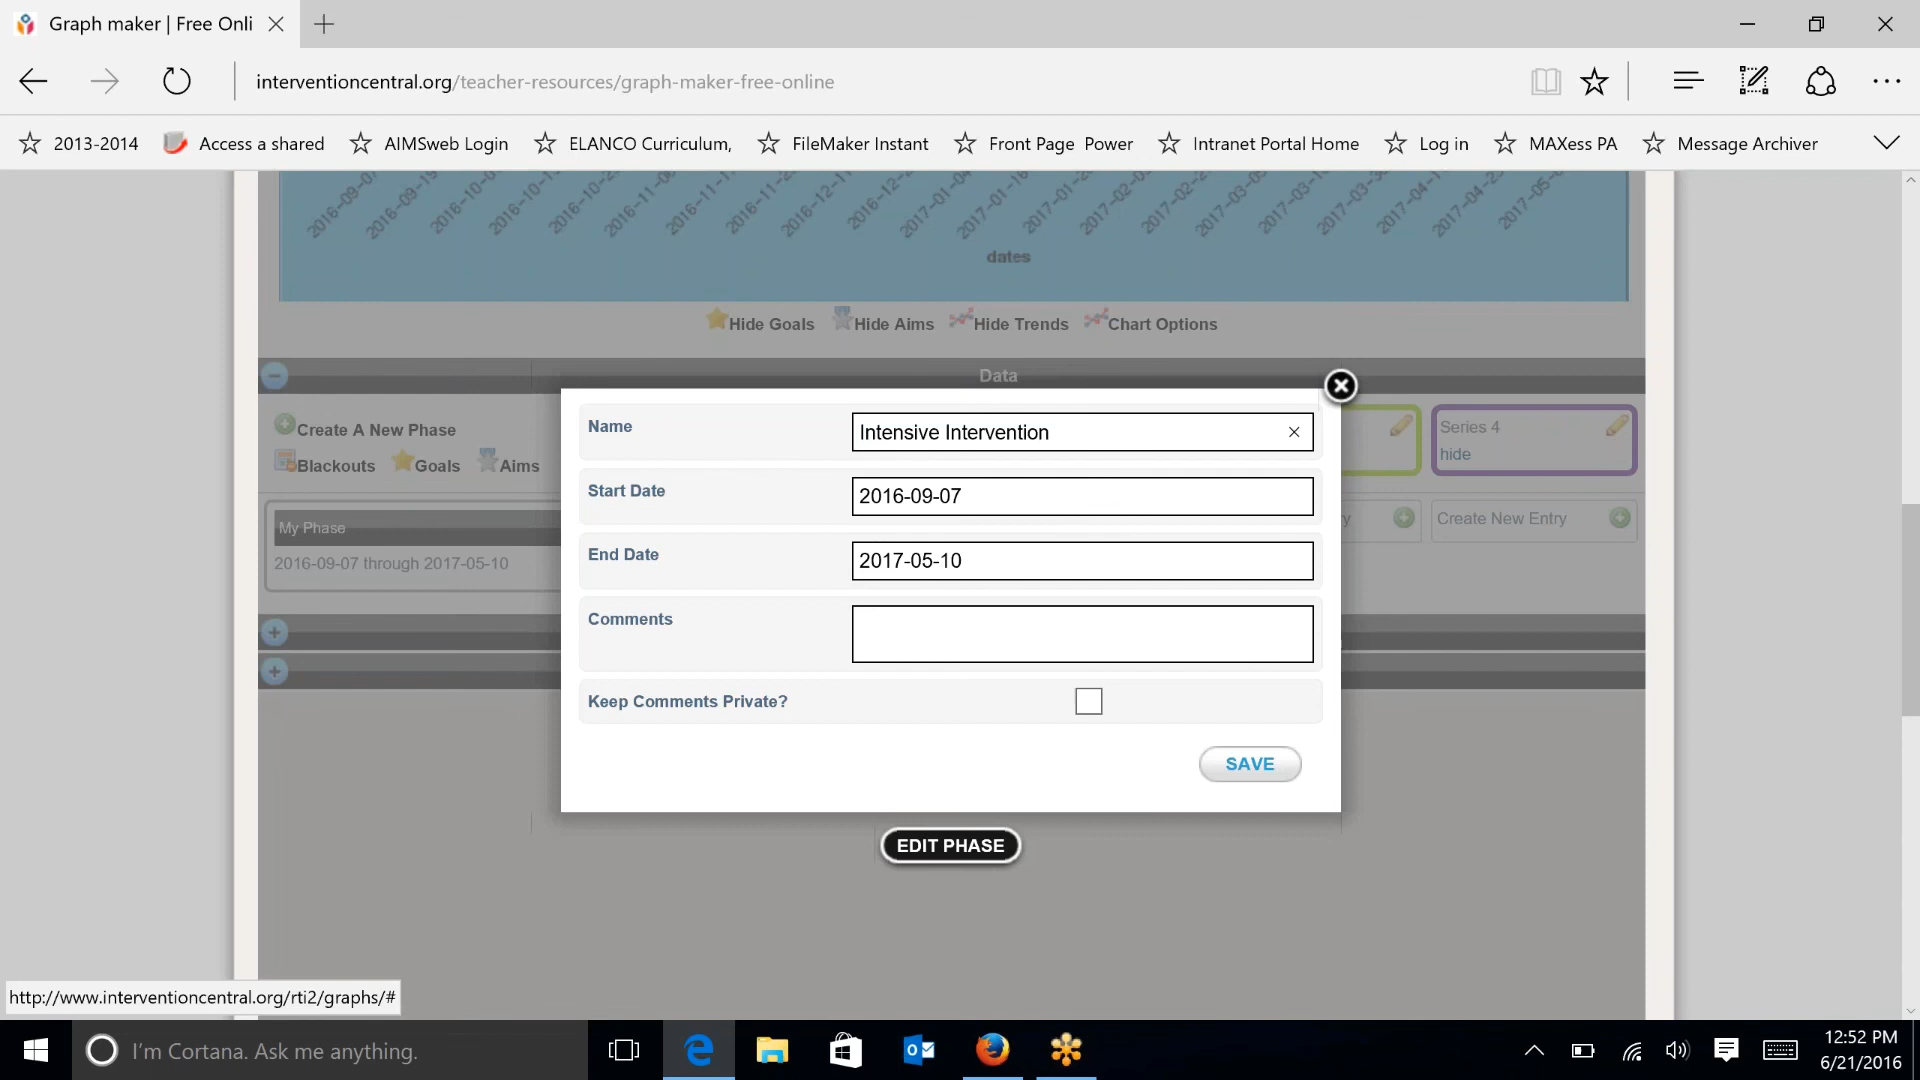 Graph maker | Free Onli
interventioncentral.org/teacher-resources/graph-maker-free-online
2013-2014 Access a shared AIMSweb Login ELANCO Curriculum, FileMaker Instant Front Page Power Intranet Portal Home Log in MAXess PA Message Archiver
dates
Hide Goals Hide Aims Hide Trends Chart Options
Data
Name Intensive Intervention
Create A New Phase
Series 4
hide
Blackouts Goals Aims
Start Date 2016-09-07
My Phase
Create New Entry
2016-09-07 through 2017-05-10
End Date 2017-05-10
Comments
Keep Comments Private?
SAVE
EDIT PHASE
http://www.interventioncentral.org/rti2/graphs/#
I'm Cortana. Ask me anything.
12:52 PM
6/21/2016